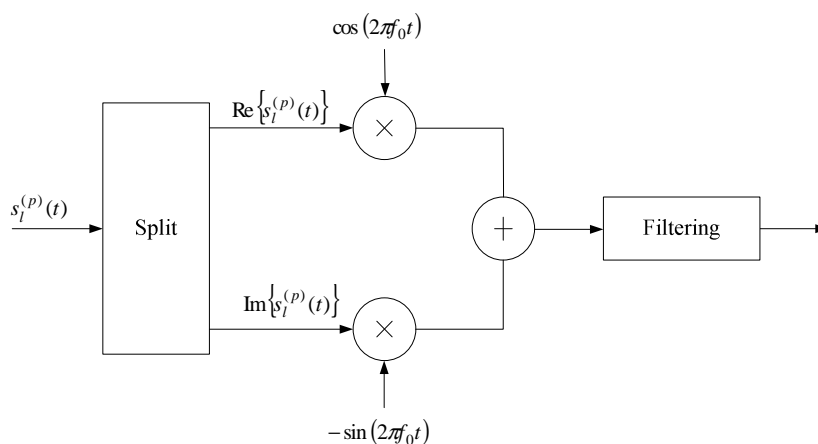 cos(2πf₀t)
Re{s_l^(p)(t)}
×
s_l^(p)(t)
Split
+
Filtering
Im{s_l^(p)(t)}
×
−sin(2πf₀t)